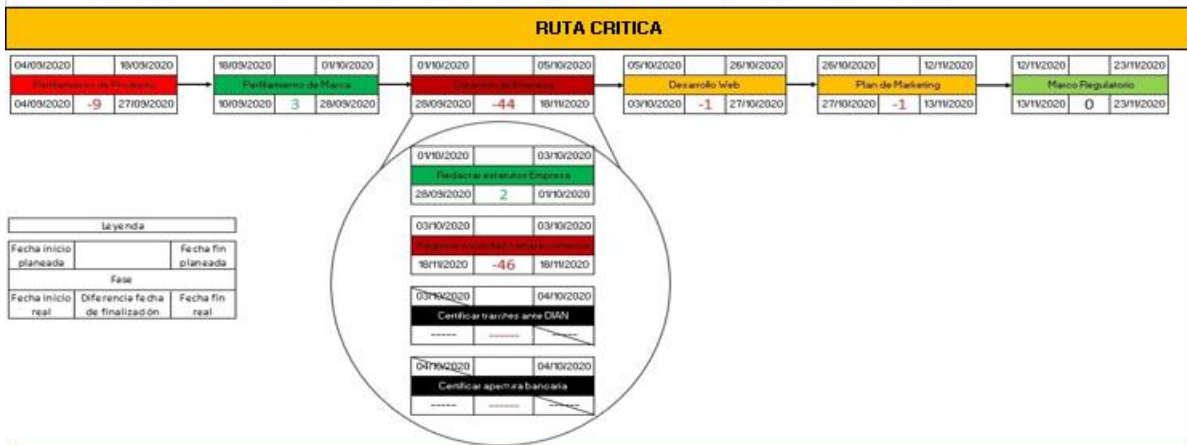 RUTA CRITICA
04/09/2020 18/09/2020
Perfilamiento de Producto
04/09/2020 -9 27/09/2020
18/09/2020 01/10/2020
Perfilamiento de Marca
10/09/2020 3 28/09/2020
01/10/2020 05/10/2020
Creación de Empresa
28/09/2020 -44 18/11/2020
05/10/2020 26/10/2020
Desarrollo Web
03/10/2020 -1 27/10/2020
26/10/2020 12/11/2020
Plan de Marketing
27/10/2020 -1 13/11/2020
12/11/2020 23/11/2020
Marco Regulatorio
13/11/2020 0 23/11/2020
01/10/2020 03/10/2020
Redactar estatutos Empresa
28/09/2020 2 01/10/2020
03/10/2020 03/10/2020
Registrar sociedad
18/11/2020 -46 18/11/2020
03/10/2020 04/10/2020
Certificar tramites ante DIAN
----- ------ -----
04/10/2020 04/10/2020
Certificar apertura bancaria
----- ------ -----
Leyenda
Fecha inicio planeada Fecha fin planeada
Fase
Fecha inicio real Diferencia fecha de finalización Fecha fin real